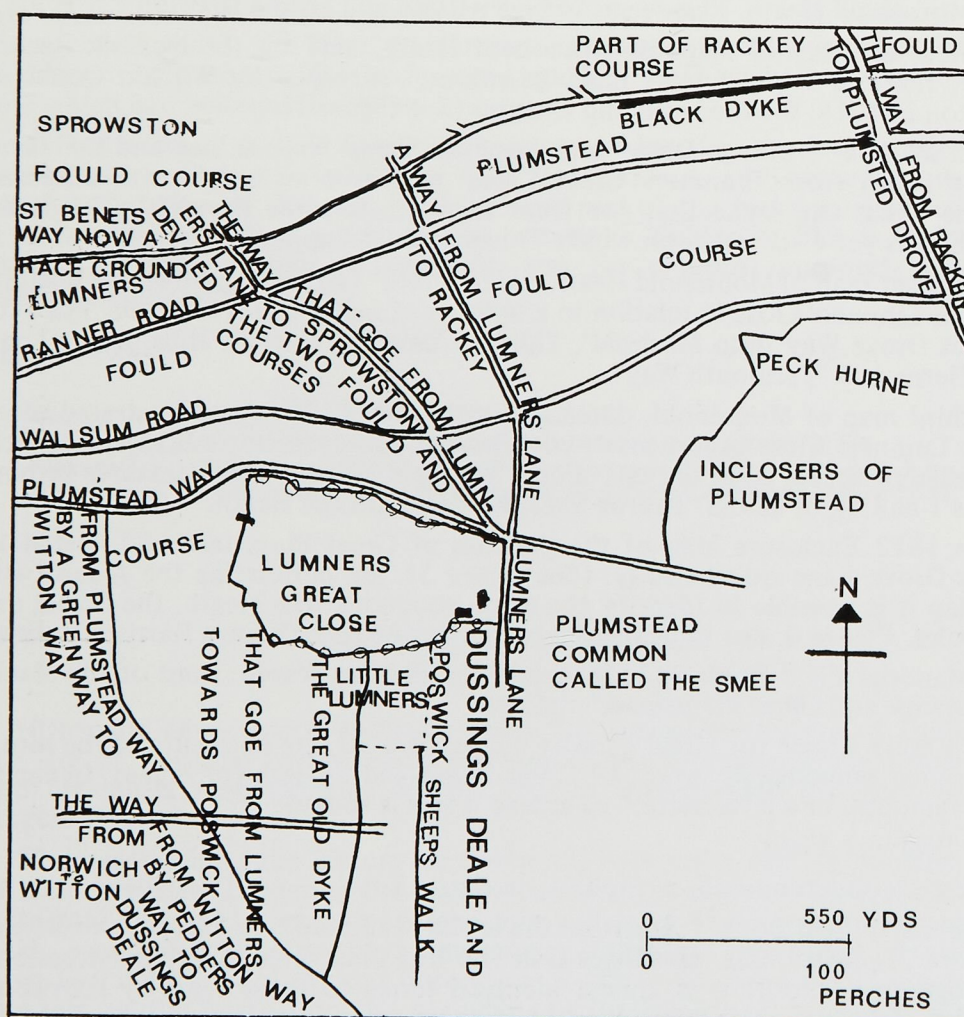 PART OF RACKEY
COURSE
FOULD
THE WAY FROM RACKHE
TO PLUMSTED DROVE
BLACK DYKE
SPROWSTON
FOULD COURSE
PLUMSTEAD
FOULD COURSE
A WAY FROM LUMNERS LANE
TO RACKEY
ST BENETS
WAY NOW A
RACE GROUND
LUMNERS
DEVIED
ERS LANE
THE WAY THAT GOE FROM LUMN-
TO SPROWSTON AND
THE TWO FOULD
COURSES
RANNER ROAD
FOULD
WALLSUM ROAD
PLUMSTEAD WAY
COURSE
PECK HURNE
INCLOSERS OF
PLUMSTEAD
FROM PLUMSTEAD WAY
BY A GREEN WAY TO
WITTON WAY
LUMNERS
GREAT
CLOSE
LUMNERS LANE
PLUMSTEAD
COMMON
CALLED THE SMEE
N
LITTLE
LUMNERS
TOWARDS POSWICK
THAT GOE FROM LUMNERS
THE GREAT OLD DYKE
POSWICK SHEEPS WALK
DUSSINGS DEALE AND
THE WAY
FROM
NORWICH
TO
WITTON
FROM WITTON WAY
BY PEDDERS
WAY TO
DUSSINGS
DEALE
0 550 YDS
0 100
PERCHES